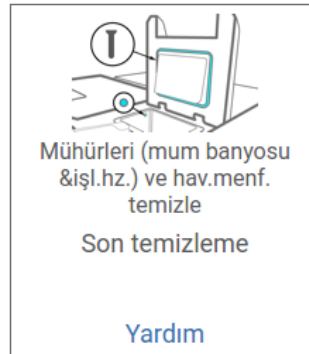 Mühürleri (mum banyosu
&işl.hz.) ve hav.menf.
temizle
Son temizleme
Yardım